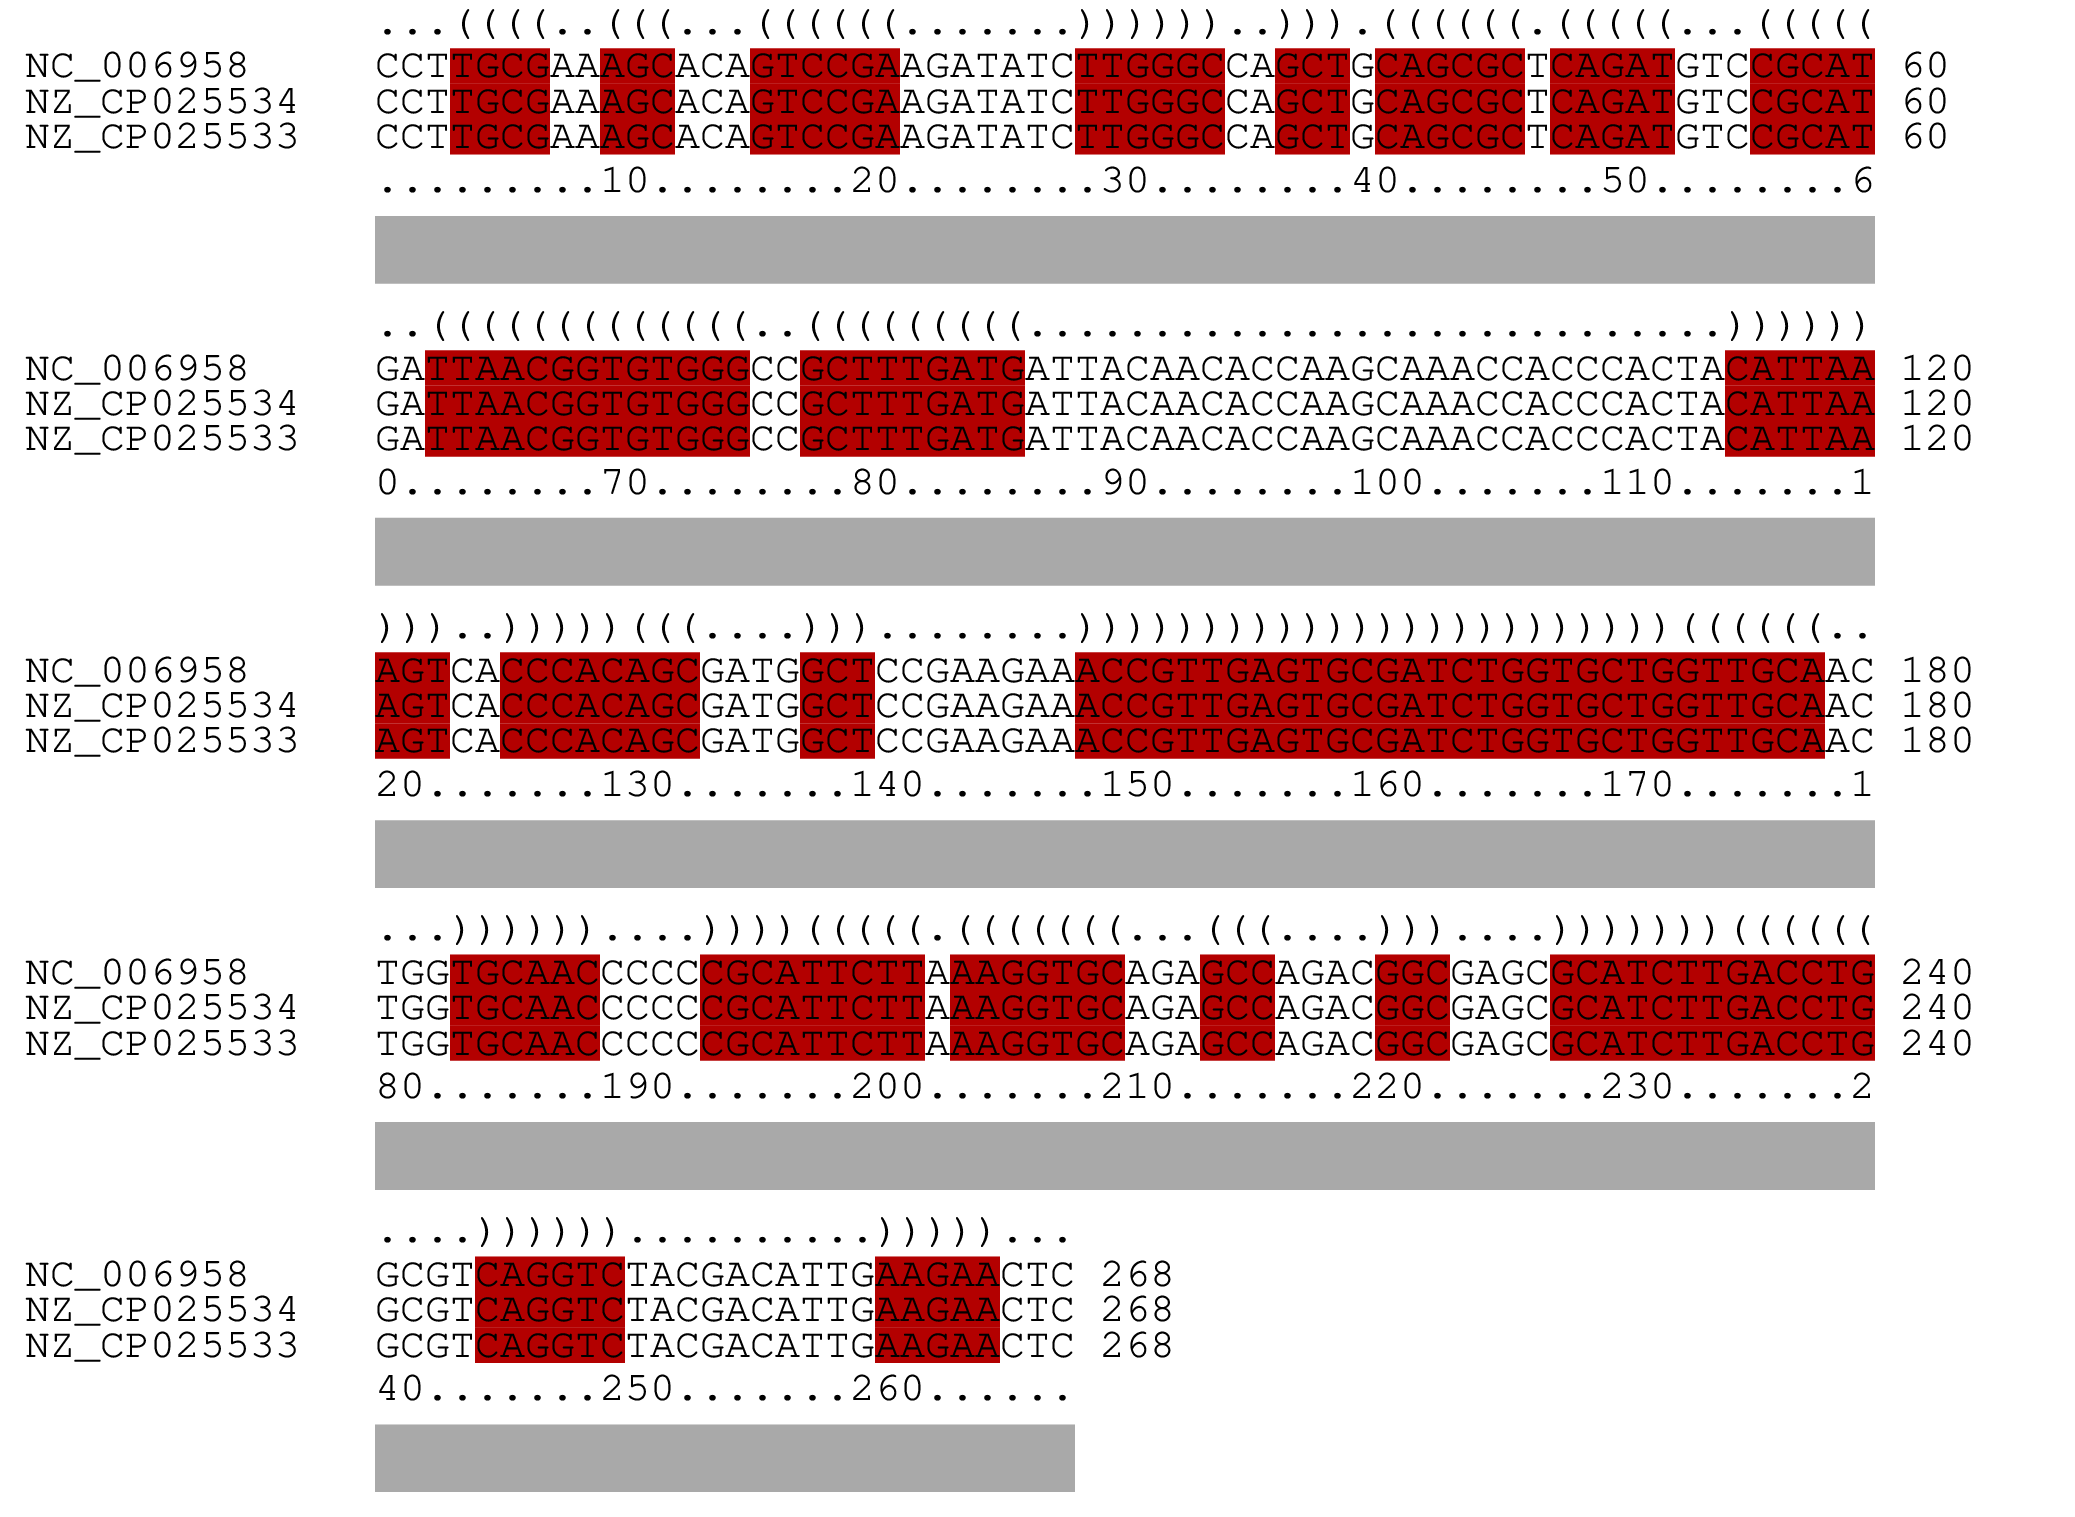 ...((((..(((...((((((.......))))))..))).((((((.(((((...(((((
NC_006958 CCTTGCGAAAGCACAGTCCGAAGATATCTTGGGCCAGCTGCAGCGCTCAGATGTCCGCAT 60
NZ_CP025534 CCTTGCGAAAGCACAGTCCGAAGATATCTTGGGCCAGCTGCAGCGCTCAGATGTCCGCAT 60
NZ_CP025533 CCTTGCGAAAGCACAGTCCGAAGATATCTTGGGCCAGCTGCAGCGCTCAGATGTCCGCAT 60
.........10........20........30........40........50........6
..(((((((((((((..(((((((((............................))))))
NC_006958 GATTAACGGTGTGGGCCGCTTTGATGATTACAACACCAAGCAAACCACCCACTACATTAA 120
NZ_CP025534 GATTAACGGTGTGGGCCGCTTTGATGATTACAACACCAAGCAAACCACCCACTACATTAA 120
NZ_CP025533 GATTAACGGTGTGGGCCGCTTTGATGATTACAACACCAAGCAAACCACCCACTACATTAA 120
0........70........80........90........100.......110.......1
)))..)))))(((....)))........))))))))))))))))))))))))((((((..
NC_006958 AGTCACCCACAGCGATGGCTCCGAAGAAACCGTTGAGTGCGATCTGGTGCTGGTTGCAAC 180
NZ_CP025534 AGTCACCCACAGCGATGGCTCCGAAGAAACCGTTGAGTGCGATCTGGTGCTGGTTGCAAC 180
NZ_CP025533 AGTCACCCACAGCGATGGCTCCGAAGAAACCGTTGAGTGCGATCTGGTGCTGGTTGCAAC 180
20.......130.......140.......150.......160.......170.......1
...))))))....))))(((((.(((((((...(((....)))....)))))))((((((
NC_006958 TGGTGCAACCCCCCGCATTCTTAAAGGTGCAGAGCCAGACGGCGAGCGCATCTTGACCTG 240
NZ_CP025534 TGGTGCAACCCCCCGCATTCTTAAAGGTGCAGAGCCAGACGGCGAGCGCATCTTGACCTG 240
NZ_CP025533 TGGTGCAACCCCCCGCATTCTTAAAGGTGCAGAGCCAGACGGCGAGCGCATCTTGACCTG 240
80.......190.......200.......210.......220.......230.......2
....))))))..........)))))...
NC_006958 GCGTCAGGTCTACGACATTGAAGAACTC 268
NZ_CP025534 GCGTCAGGTCTACGACATTGAAGAACTC 268
NZ_CP025533 GCGTCAGGTCTACGACATTGAAGAACTC 268
40.......250.......260......